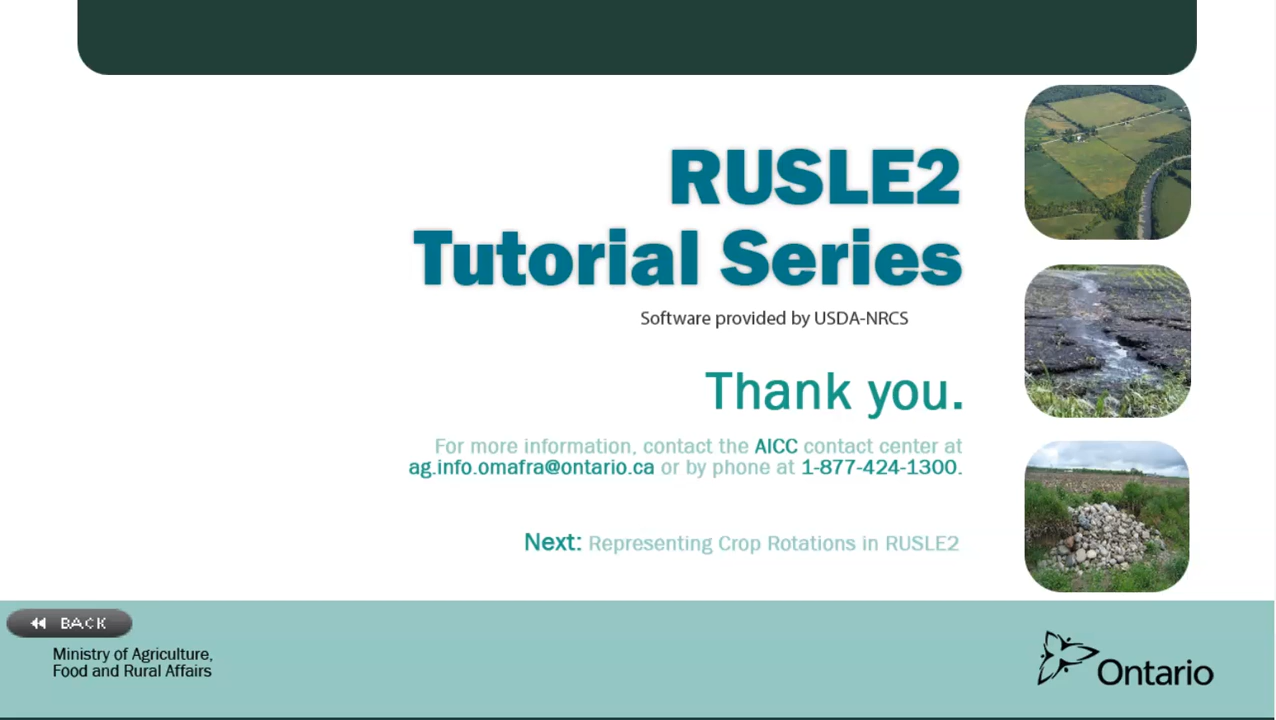 RUSLE2
Tutorial Series
Software provided by USDA-NRCS
Thank you.
For more information, contact the AICC contact center at
ag.info.omafra@ontario.ca or by phone at 1-877-424-1300.
Next: Representing Crop Rotations in RUSLE2
BACK
Ministry of Agriculture,
Food and Rural Affairs
Ontario